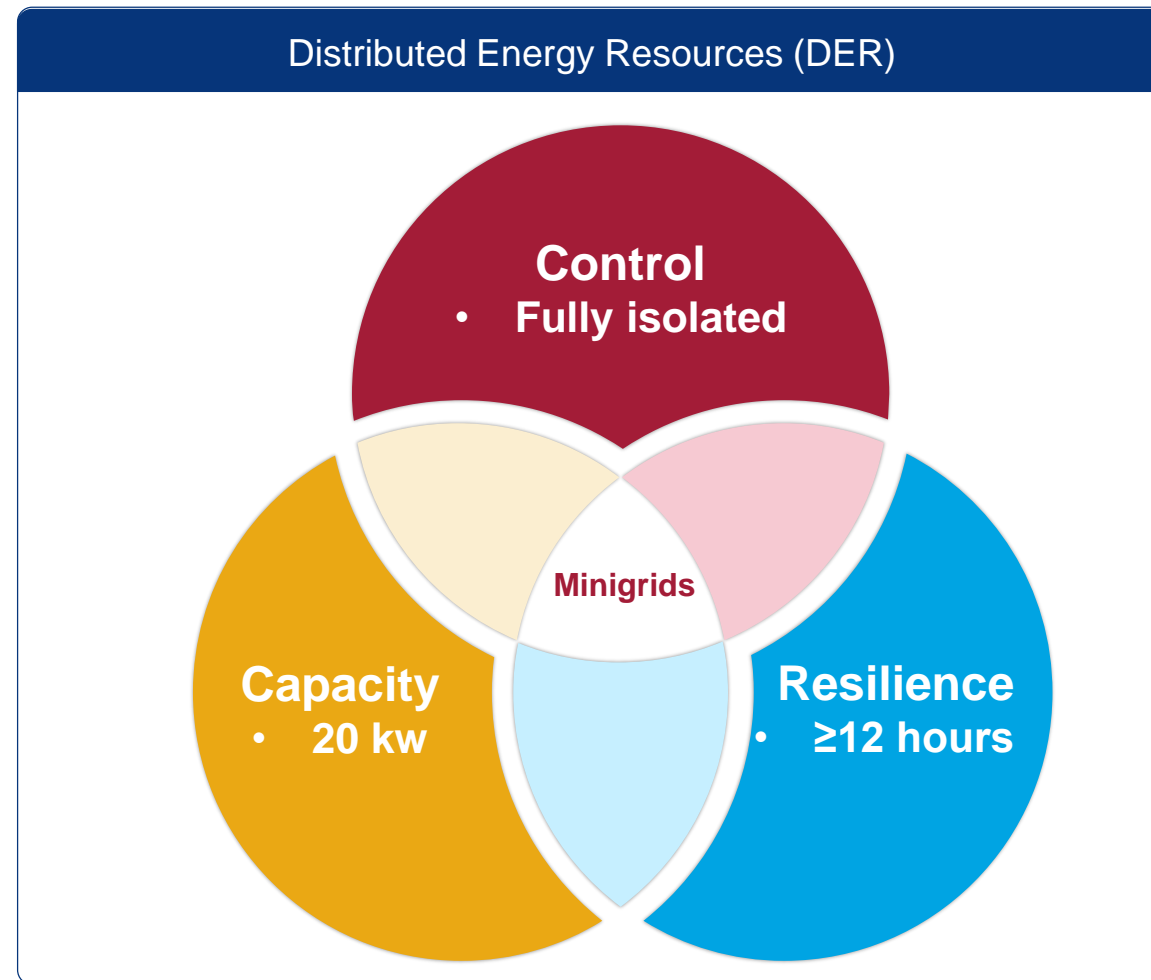 Distributed Energy Resources (DER)
Control
• Fully isolated
Minigrids
Capacity
• 20 kw
Resilience
• ≥12 hours